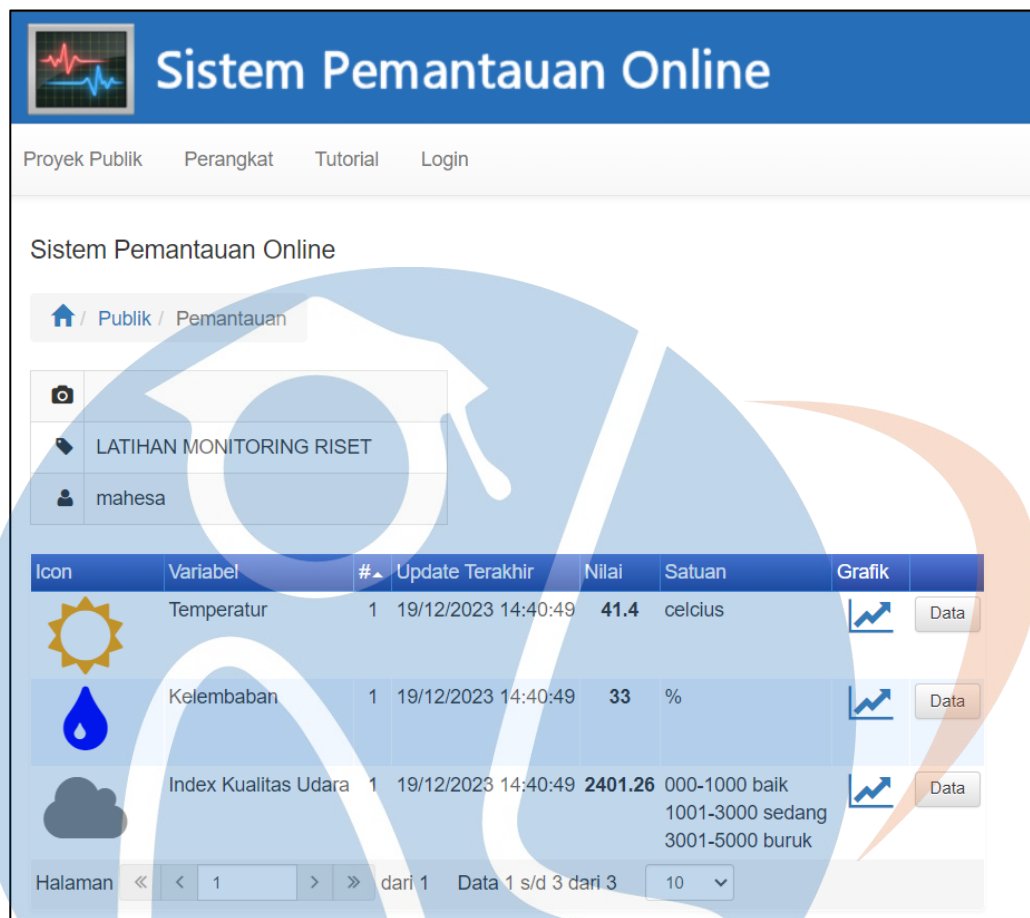 Sistem Pemantauan Online
Proyek Publik Perangkat Tutorial Login
Sistem Pemantauan Online
/ Publik / Pemantauan
LATIHAN MONITORING RISET
mahesa
Icon Variabel # Update Terakhir Nilai Satuan Grafik
Temperatur 1 19/12/2023 14:40:49 41.4 celcius Data
Kelembaban 1 19/12/2023 14:40:49 33 % Data
Index Kualitas Udara 1 19/12/2023 14:40:49 2401.26 000-1000 baik Data
1001-3000 sedang
3001-5000 buruk
Halaman « < 1 > » dari 1 Data 1 s/d 3 dari 3 10